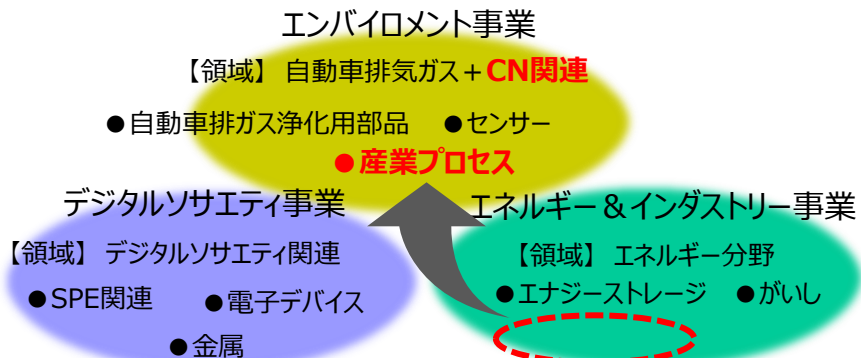 エンバイロメント事業
【領域】 自動車排気ガス+CN関連
●自動車排ガス浄化用部品 ●センサー
●産業プロセス
デジタルソサエティ事業
【領域】 デジタルソサエティ関連
●SPE関連 ●電子デバイス
●金属
エネルギー&インダストリー事業
【領域】 エネルギー分野
●エナジーストレージ ●がいし